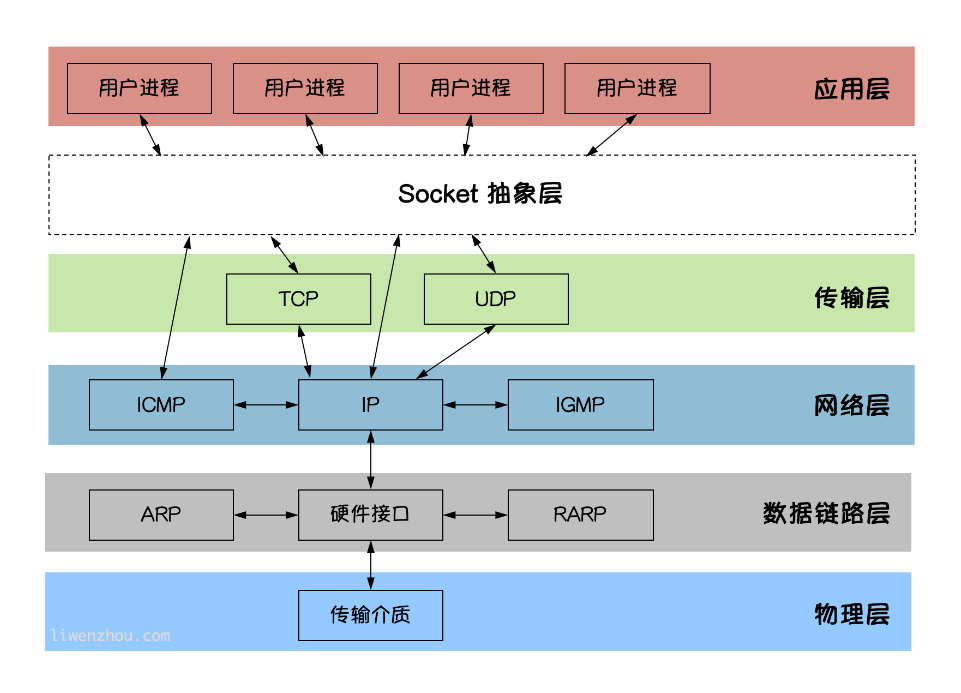 用户进程 用户进程 用户进程 用户进程 应用层
Socket 抽象层
TCP UDP 传输层
ICMP IP IGMP 网络层
ARP 硬件接口 RARP 数据链路层
传输介质 物理层
liwenzhou.com